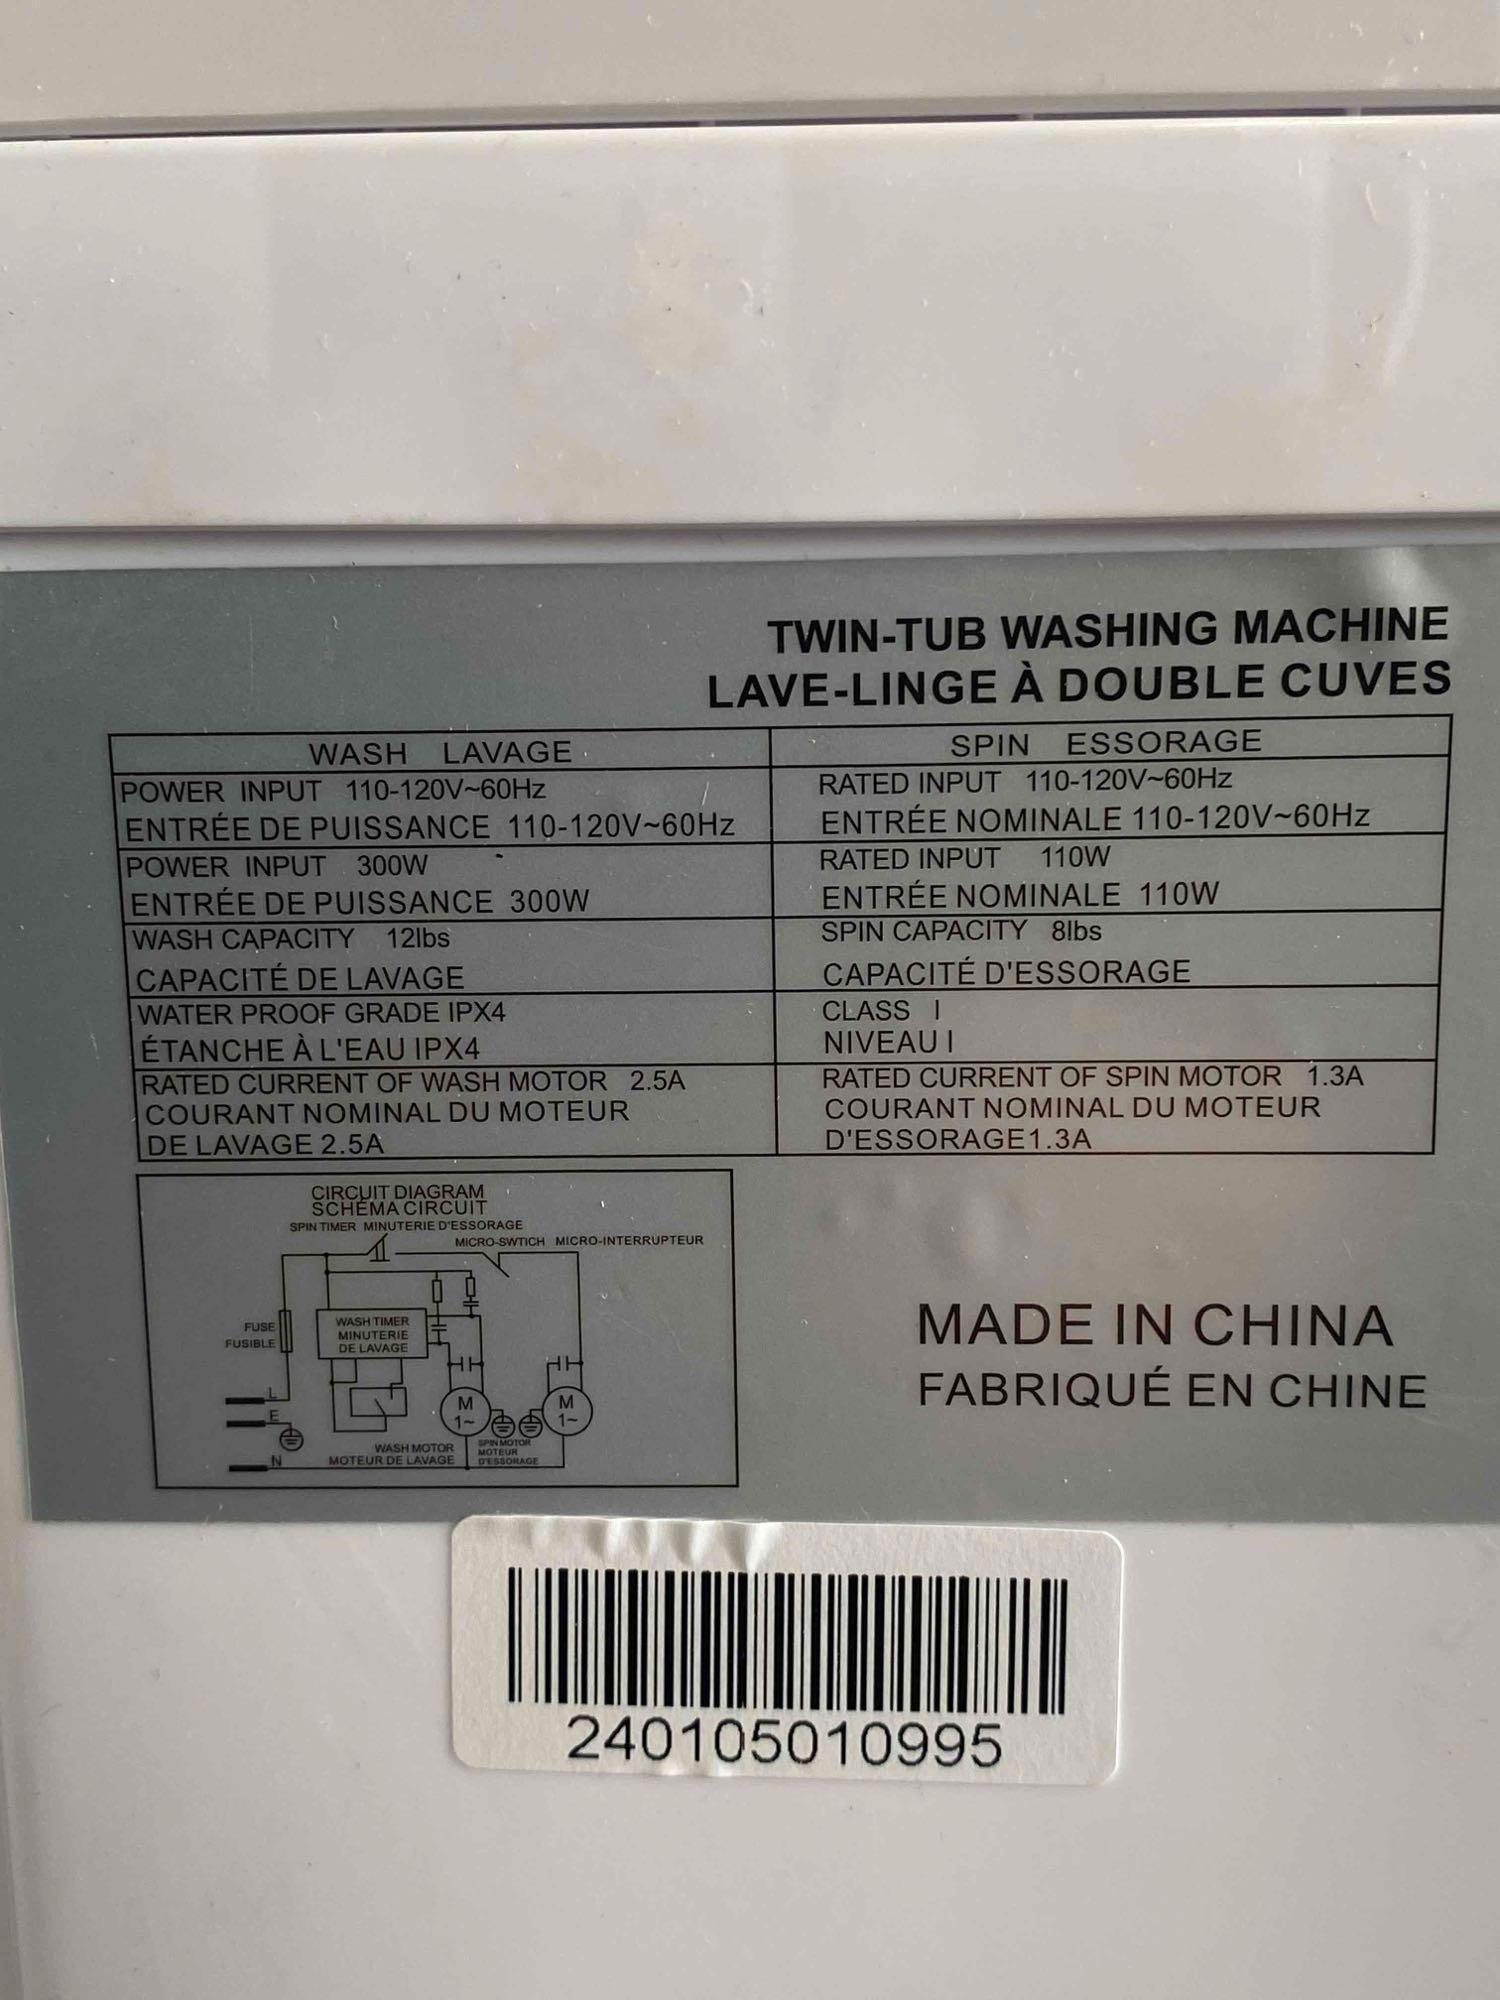 TWIN-TUB WASHING MACHINE
LAVE-LINGE À DOUBLE CUVES
WASH LAVAGE
SPIN ESSORAGE
POWER INPUT 110-120V~60Hz
ENTRÉE DE PUISSANCE 110-120V~60Hz
RATED INPUT 110-120V~60Hz
ENTRÉE NOMINALE 110-120V~60Hz
POWER INPUT 300W
ENTRÉE DE PUISSANCE 300W
RATED INPUT 110W
ENTRÉE NOMINALE 110W
WASH CAPACITY 12lbs
CAPACITÉ DE LAVAGE
SPIN CAPACITY 8lbs
CAPACITÉ D'ESSORAGE
WATER PROOF GRADE IPX4
ÉTANCHE À L'EAU IPX4
CLASS I
NIVEAU I
RATED CURRENT OF WASH MOTOR 2.5A
COURANT NOMINAL DU MOTEUR
DE LAVAGE 2.5A
RATED CURRENT OF SPIN MOTOR 1.3A
COURANT NOMINAL DU MOTEUR
D'ESSORAGE1.3A
CIRCUIT DIAGRAM
SCHÉMA CIRCUIT
SPIN TIMER MINUTERIE D'ESSORAGE
MICRO-SWTICH MICRO-INTERRUPTEUR
FUSE
FUSIBLE
WASH TIMER
MINUTERIE
DE LAVAGE
L
E
N
M
1~
M
1~
WASH MOTOR
MOTEUR DE LAVAGE
SPIN MOTOR
MOTEUR
D'ESSORAGE
MADE IN CHINA
FABRIQUÉ EN CHINE
240105010995